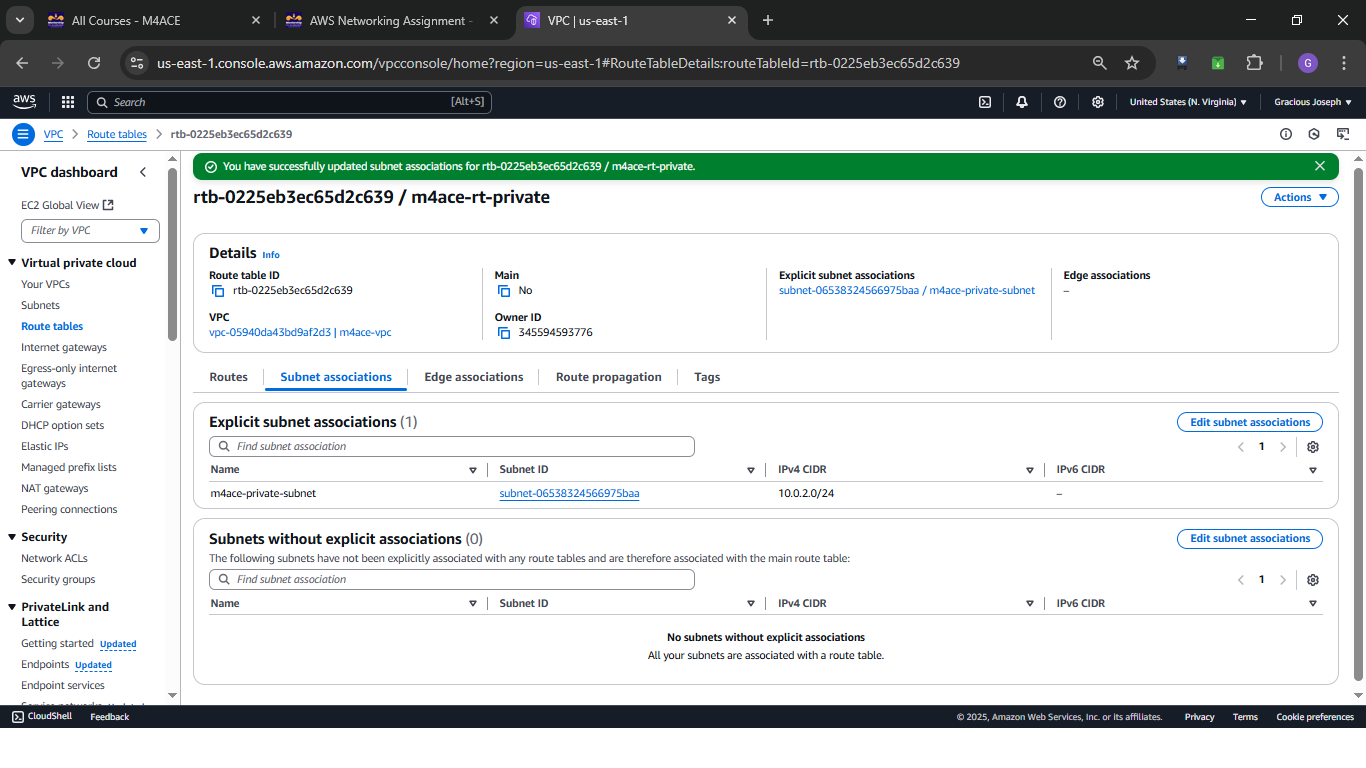 All Courses - M4ACE
AWS Networking Assignment -
VPC | us-east-1
us-east-1.console.aws.amazon.com/vpcconsole/home?region=us-east-1#RouteTableDetails:routeTableId=rtb-0225eb3ec65d2c639
G
aws
Search
[Alt+S]
United States (N. Virginia)
Gracious Joseph
VPC
Route tables
rtb-0225eb3ec65d2c639
VPC dashboard
EC2 Global View
Filter by VPC
Virtual private cloud
Your VPCs
Subnets
Route tables
Internet gateways
Egress-only internet
gateways
Carrier gateways
DHCP option sets
Elastic IPs
Managed prefix lists
NAT gateways
Peering connections
Security
Network ACLs
Security groups
PrivateLink and
Lattice
Getting started Updated
Endpoints Updated
Endpoint services
You have successfully updated subnet associations for rtb-0225eb3ec65d2c639 / m4ace-rt-private.
rtb-0225eb3ec65d2c639 / m4ace-rt-private
Actions
Details Info
Route table ID
rtb-0225eb3ec65d2c639
Main
No
Explicit subnet associations
subnet-06538324566975baa / m4ace-private-subnet
Edge associations
–
VPC
vpc-05940da43bd9af2d3 | m4ace-vpc
Owner ID
345594593776
Routes
Subnet associations
Edge associations
Route propagation
Tags
Explicit subnet associations (1)
Edit subnet associations
Find subnet association
1
Name
Subnet ID
IPv4 CIDR
IPv6 CIDR
m4ace-private-subnet
subnet-06538324566975baa
10.0.2.0/24
–
Subnets without explicit associations (0)
Edit subnet associations
The following subnets have not been explicitly associated with any route tables and are therefore associated with the main route table:
Find subnet association
1
Name
Subnet ID
IPv4 CIDR
IPv6 CIDR
No subnets without explicit associations
All your subnets are associated with a route table.
CloudShell
Feedback
© 2025, Amazon Web Services, Inc. or its affiliates.
Privacy
Terms
Cookie preferences